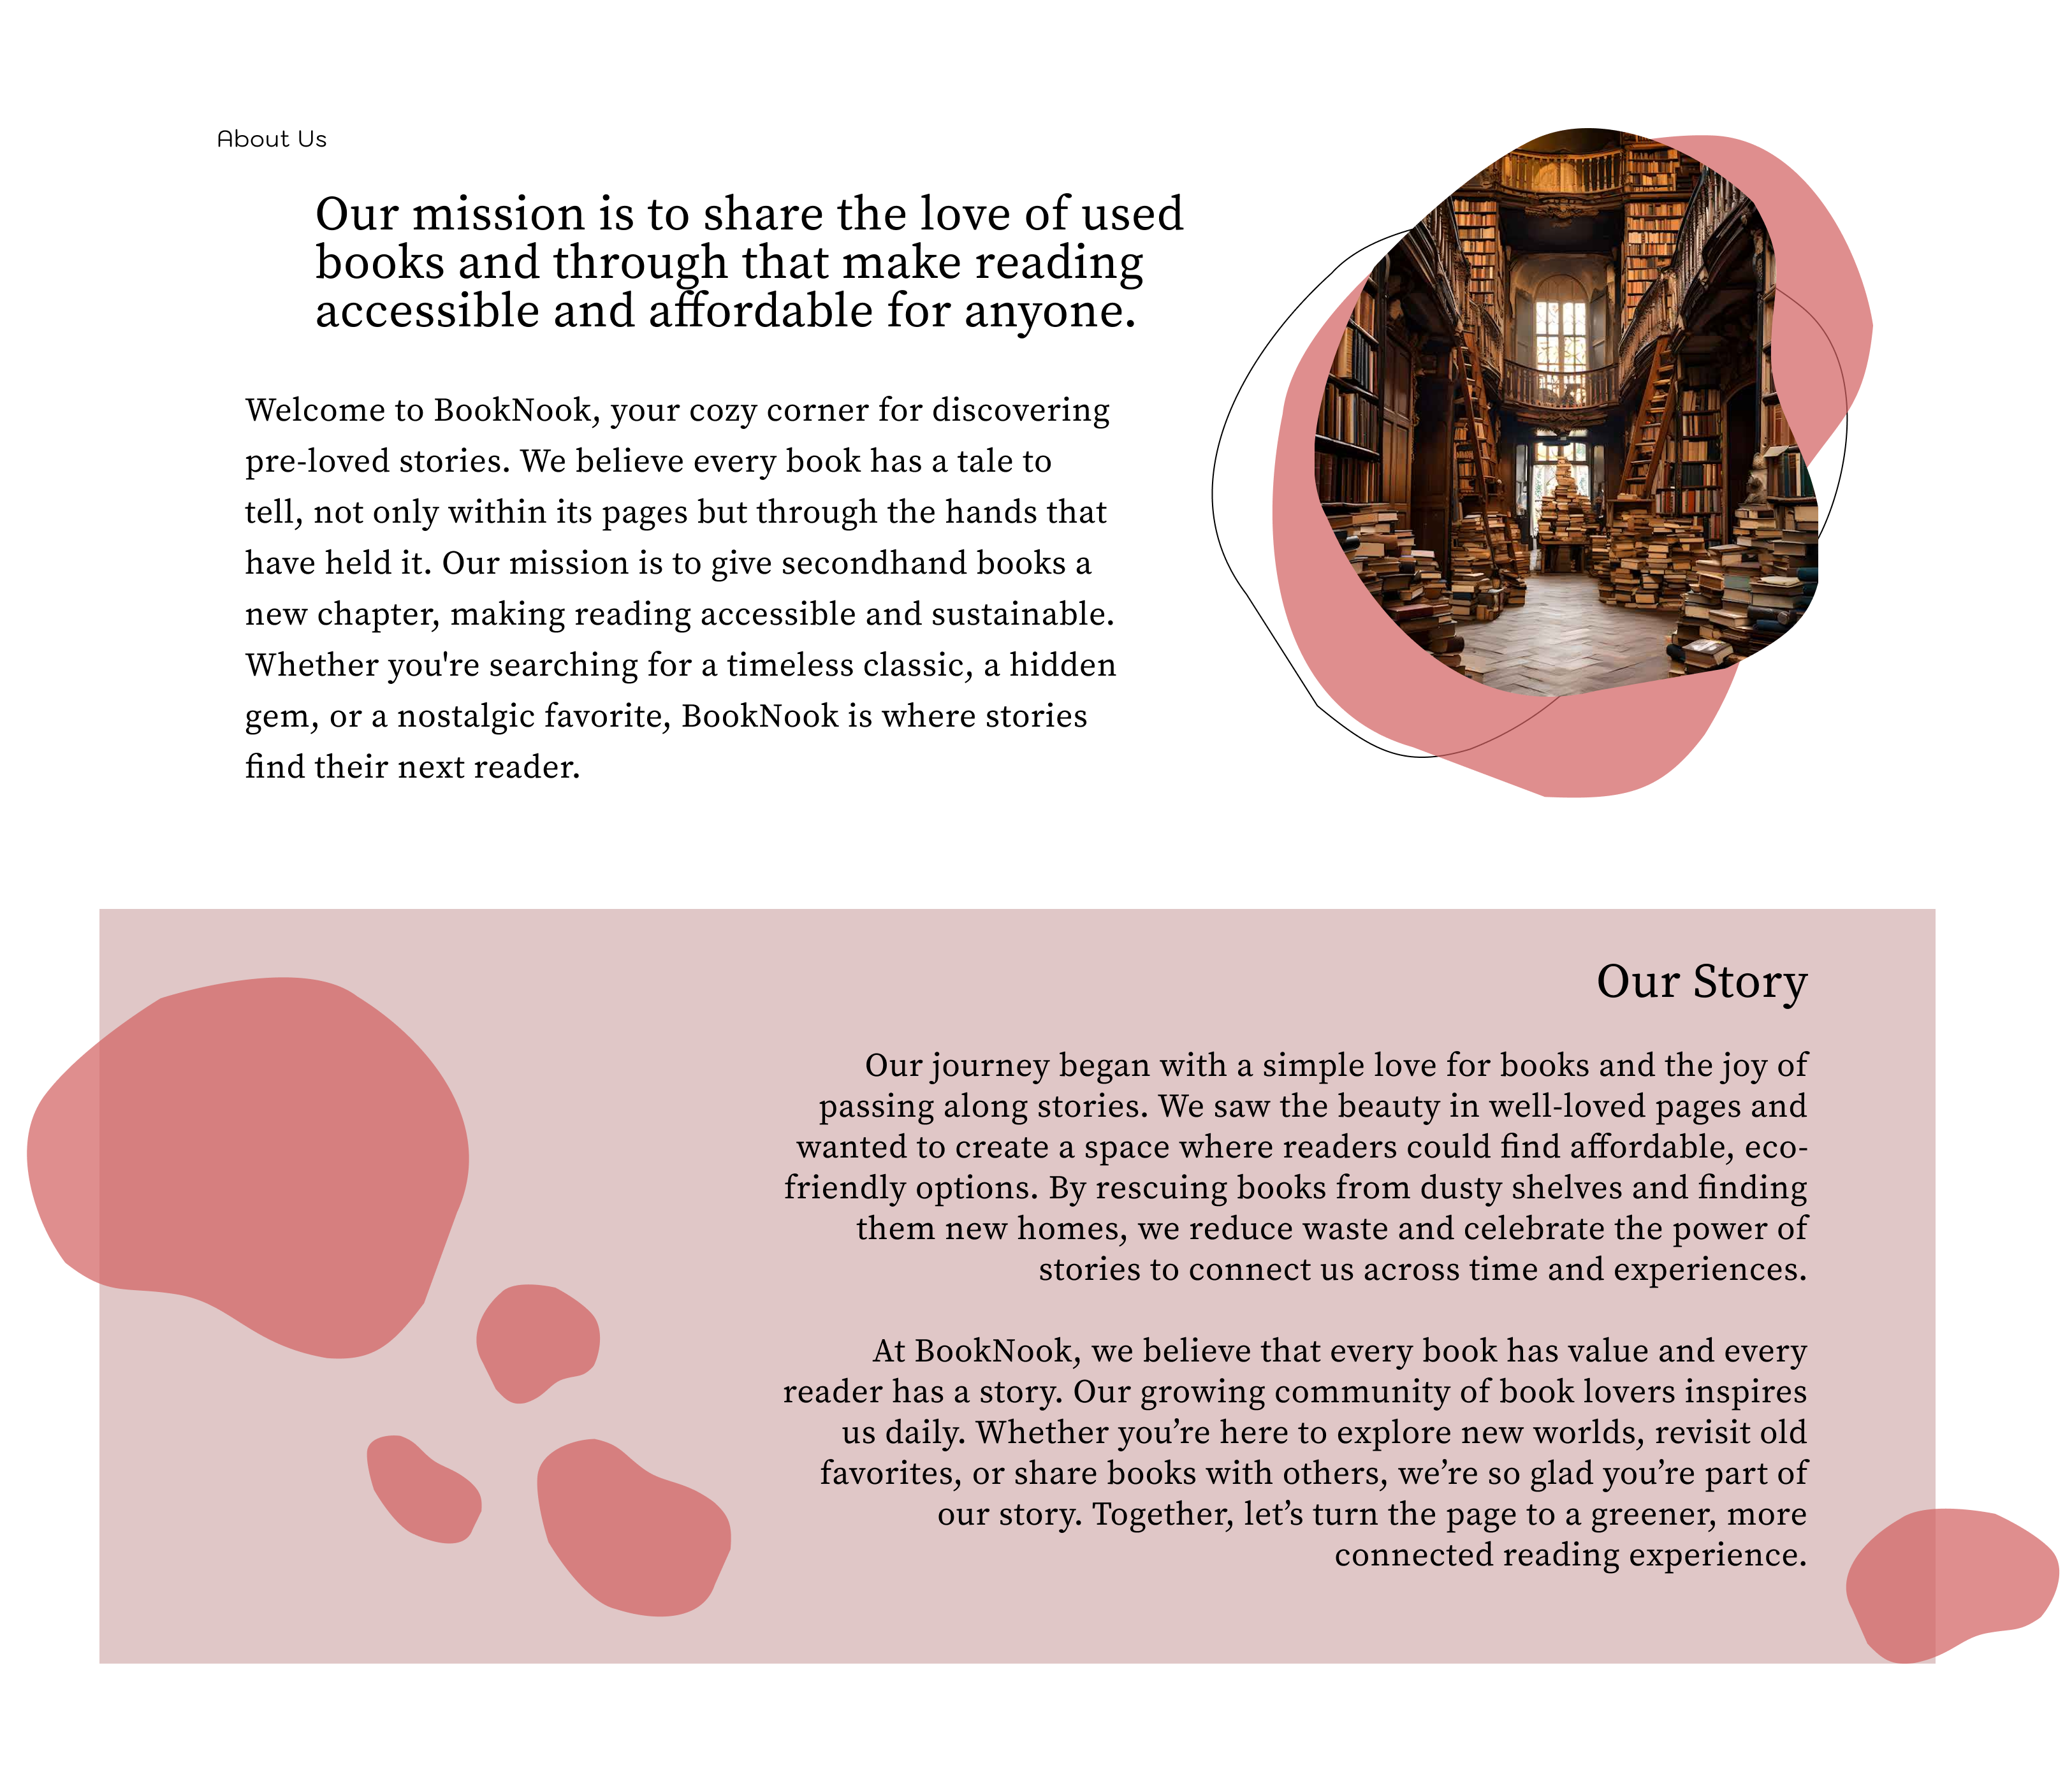 About Us
Our mission is to share the love of used
books and through that make reading
accessible and affordable for anyone.
Welcome to BookNook, your cozy corner for discovering
pre-loved stories. We believe every book has a tale to
tell, not only within its pages but through the hands that
have held it. Our mission is to give secondhand books a
new chapter, making reading accessible and sustainable.
Whether you're searching for a timeless classic, a hidden
gem, or a nostalgic favorite, BookNook is where stories
find their next reader.
Our Story
Our journey began with a simple love for books and the joy of
passing along stories. We saw the beauty in well-loved pages and
wanted to create a space where readers could find affordable, eco-
friendly options. By rescuing books from dusty shelves and finding
them new homes, we reduce waste and celebrate the power of
stories to connect us across time and experiences.
At BookNook, we believe that every book has value and every
reader has a story. Our growing community of book lovers inspires
us daily. Whether you’re here to explore new worlds, revisit old
favorites, or share books with others, we’re so glad you’re part of
our story. Together, let’s turn the page to a greener, more
connected reading experience.